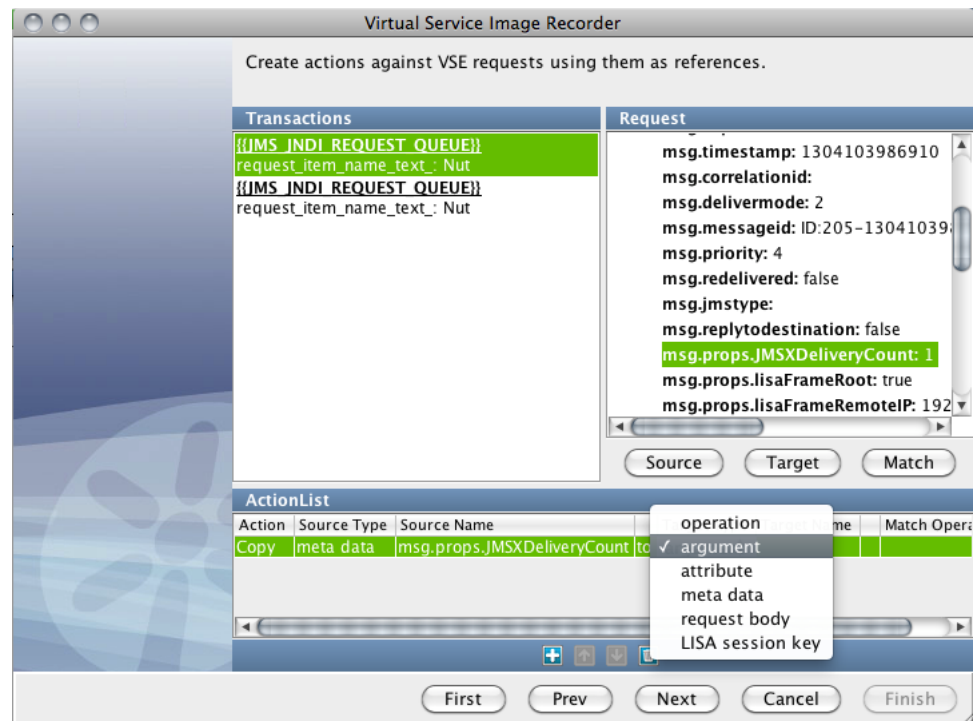 Virtual Service Image Recorder
Create actions against VSE requests using them as references.
Transactions
{{JMS_JNDI_REQUEST_QUEUE}}
request_item_name_text_: Nut
{{JMS_JNDI_REQUEST_QUEUE}}
request_item_name_text_: Nut
Request
msg.timestamp: 1304103986910
msg.correlationid:
msg.delivermode: 2
msg.messageid: ID:205-13041039
msg.priority: 4
msg.redelivered: false
msg.jmstype:
msg.replytodestination: false
msg.props.JMSXDeliveryCount: 1
msg.props.lisaFrameRoot: true
msg.props.lisaFrameRemoteIP: 192
Source Target Match
ActionList
Action Source Type Source Name me Match Opera
Copy meta data msg.props.JMSXDeliveryCount to
operation
✓ argument
attribute
meta data
request body
LISA session key
First Prev Next Cancel Finish